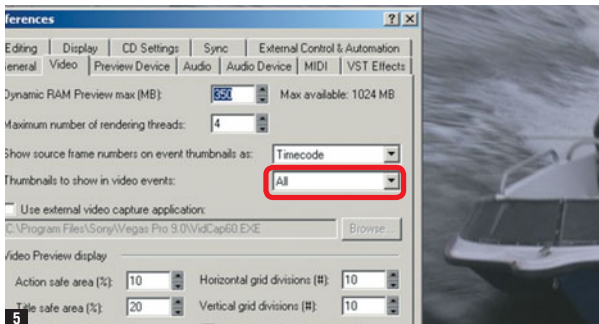 ferences
Editing Display CD Settings Sync External Control & Automation
eneral Video Preview Device Audio Audio Device MIDI VST Effects
Dynamic RAM Preview max (MB): 350 Max available: 1024 MB
Maximum number of rendering threads: 4
Show source frame numbers on event thumbnails as: Timecode
Thumbnails to show in video events: All
Use external video capture application:
C:\Program Files\Sony\Vegas Pro 9.0\VidCap60.EXE Browse...
Video Preview display
Action safe area (%): 10 Horizontal grid divisions (#): 10
Title safe area (%): 20 Vertical grid divisions (#): 10
5